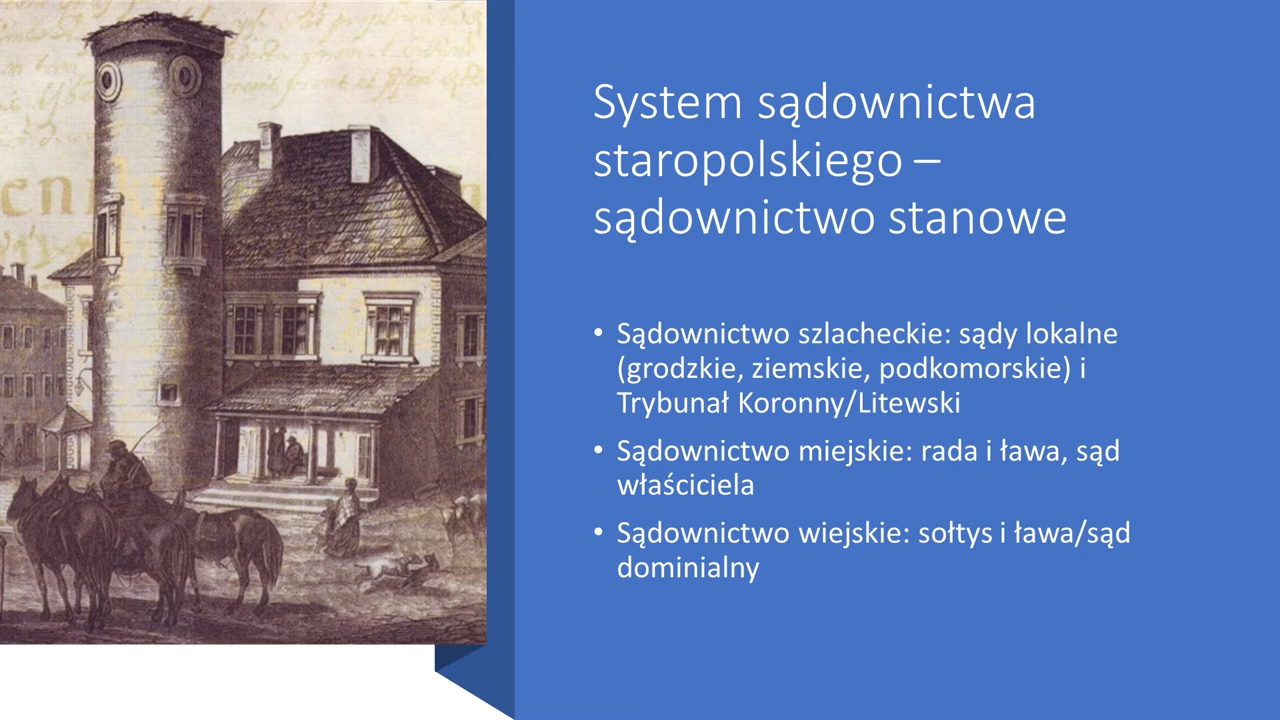 System sądownictwa
staropolskiego –
sądownictwo stanowe
• Sądownictwo szlacheckie: sądy lokalne
(grodzkie, ziemskie, podkomorskie) i
Trybunał Koronny/Litewski
• Sądownictwo miejskie: rada i ława, sąd
właściciela
• Sądownictwo wiejskie: sołtys i ława/sąd
dominialny